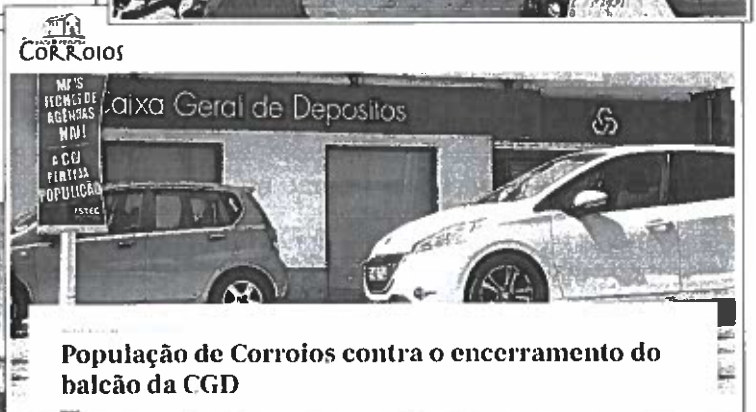 CORROIOS
MAIS
FECHO DE
AGÊNCIAS
NÃO!
A CGD
POPULAÇÃO
STEC
Caixa Geral de Depositos
População de Corroios contra o encerramento do
balcão da CGD